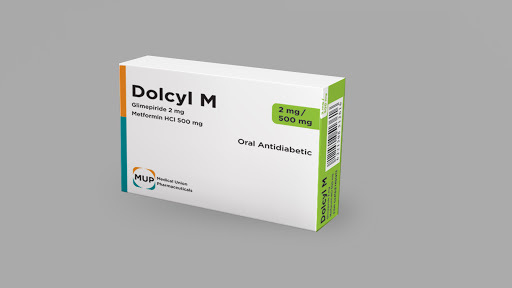 Dolcyl M
Glimepiride 2 mg
Metformin HCl 500 mg
2 mg/
500 mg
Oral Antidiabetic
MUP
Medical Union
Pharmaceuticals
Dolcyl M